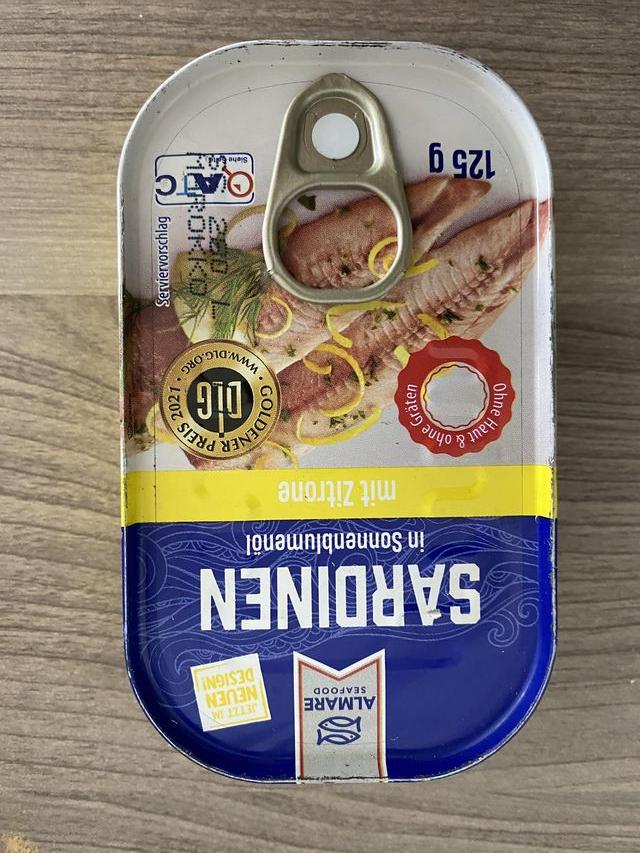 ALMARE
SEAFOOD
JETZT IM
NEUEN
DESIGN!
SARDINEN
in Sonnenblumenöl
mit Zitrone
Ohne Haut & ohne Gräten
GOLDENER PREIS 2021
DLG
WWW.DLG.ORG
Serviervorschlag
ATC
125 g